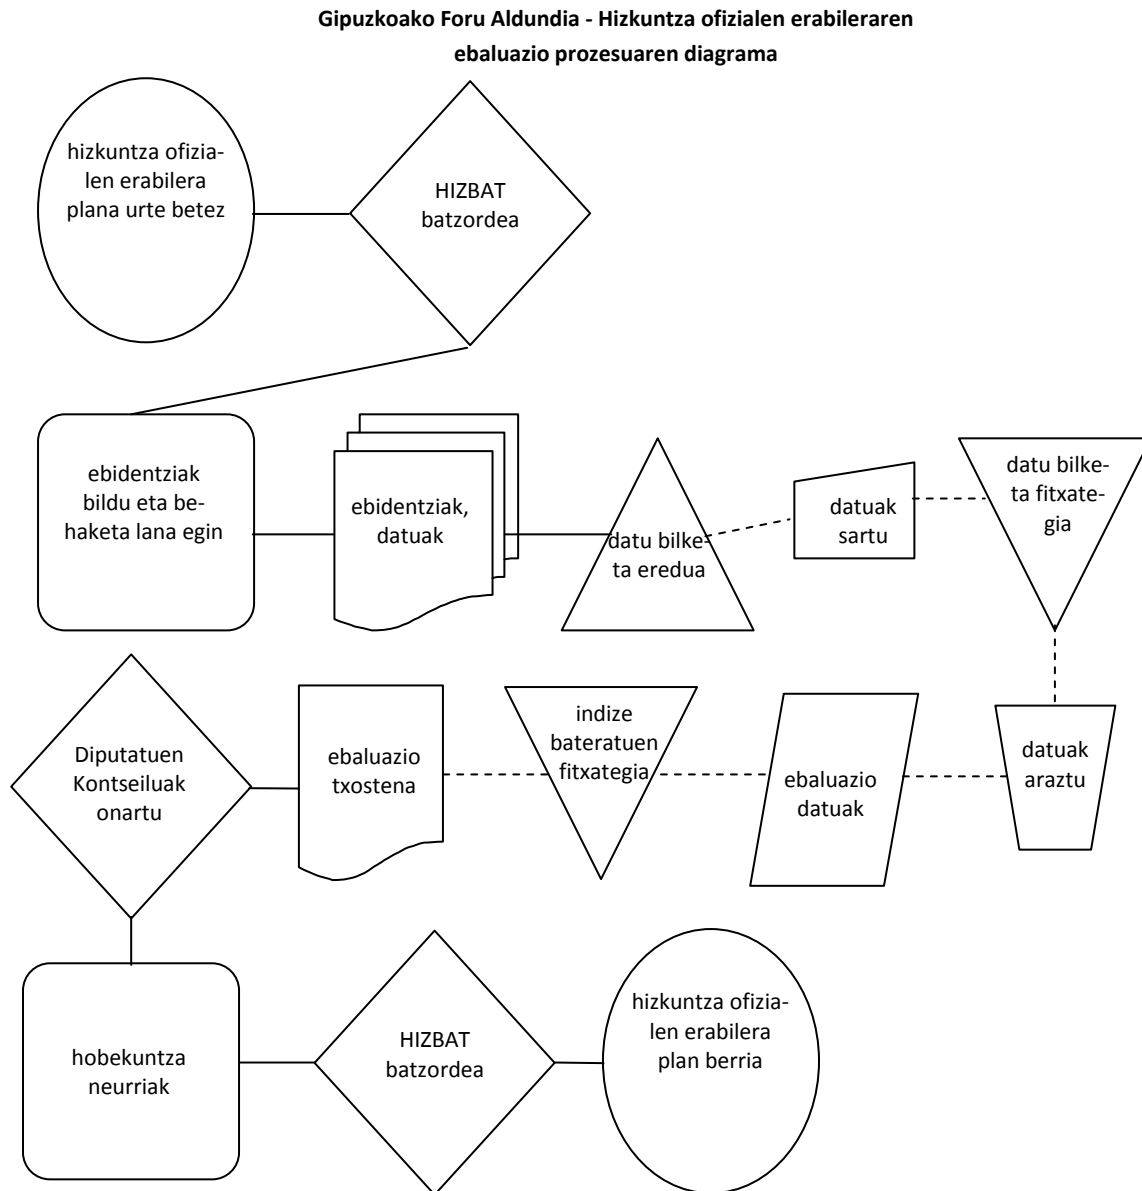 Gipuzkoako Foru Aldundia - Hizkuntza ofizialen erabileraren
ebaluazio prozesuaren diagrama
hizkuntza ofizia-
len erabilera
plana urte betez
HIZBAT
batzordea
ebidentziak
bildu eta be-
haketa lana egin
ebidentziak,
datuak
datu bilke-
ta eredua
datuak
sartu
datu bilke-
ta fitxate-
gia
Diputatuen
Kontseiluak
onartu
ebaluazio
txostena
indize
bateratuen
fitxategia
ebaluazio
datuak
datuak
araztu
hobekuntza
neurriak
HIZBAT
batzordea
hizkuntza ofizia-
len erabilera
plan berria